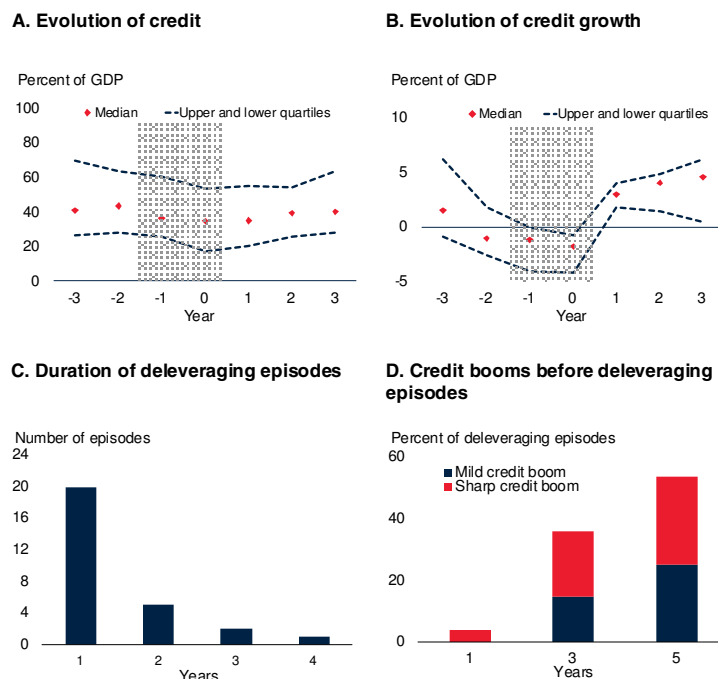 A. Evolution of credit
Percent of GDP
100
Median
Upper and lower quartiles
80
60
40
20
0
-3 -2 -1 0 1 2 3
Year
B. Evolution of credit growth
Percent of GDP
10
Median
Upper and lower quartiles
5
0
-5
-3 -2 -1 0 1 2 3
Year
C. Duration of deleveraging episodes
Number of episodes
24
20
16
12
8
4
0
1 2 3 4
Years
D. Credit booms before deleveraging
episodes
Percent of deleveraging episodes
60
Mild credit boom
Sharp credit boom
40
20
0
1 3 5
Years